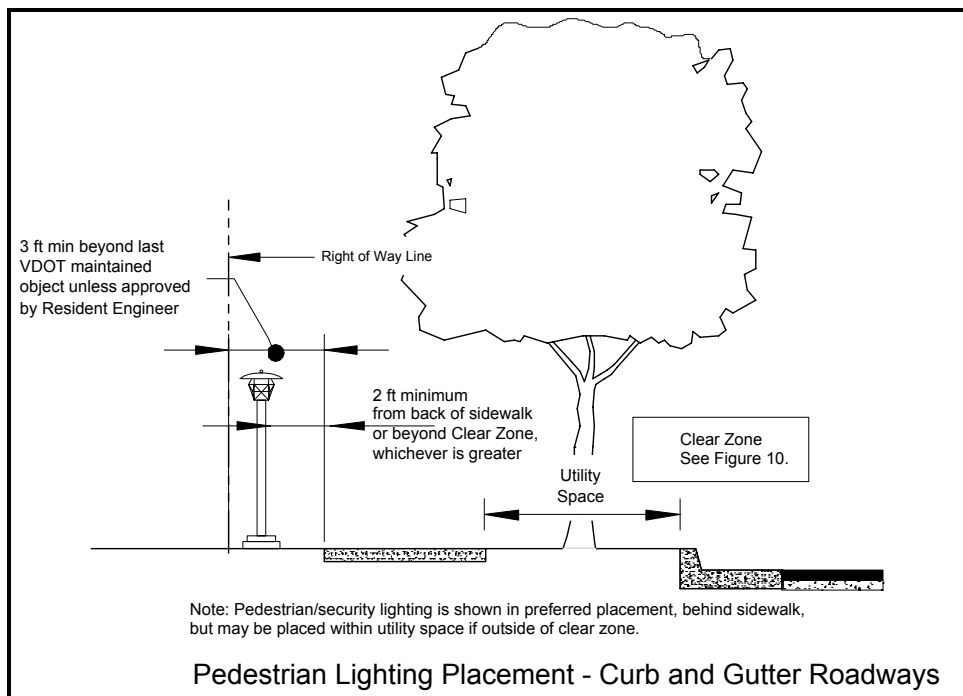 3 ft min beyond last
VDOT maintained
object unless approved
by Resident Engineer
Right of Way Line
2 ft minimum
from back of sidewalk
or beyond Clear Zone,
whichever is greater
Clear Zone
See Figure 10.
Utility
Space
Note: Pedestrian/security lighting is shown in preferred placement, behind sidewalk,
but may be placed within utility space if outside of clear zone.
Pedestrian Lighting Placement - Curb and Gutter Roadways